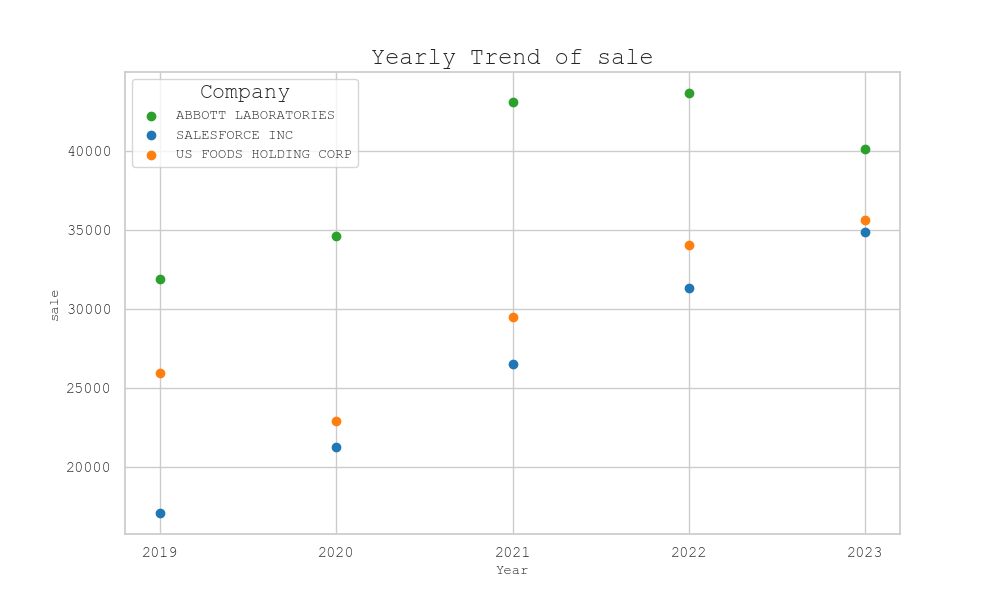 Yearly Trend of sale
Company
ABBOTT LABORATORIES
SALESFORCE INC
US FOODS HOLDING CORP
40000
35000
30000
25000
20000
sale
2019 2020 2021 2022 2023
Year